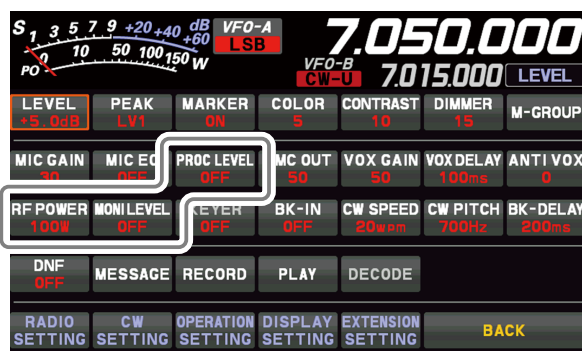 S 1 3 5 7 9 +20 +40 +60 dB
VFO-A
LSB
7.050.000
PO 0 10 50 100 150 W
VFO-B
CW-U
7.015.000
LEVEL
LEVEL PEAK MARKER COLOR CONTRAST DIMMER M-GROUP
+5.0dB LV1 ON 5 10 15
MIC GAIN MIC EQ PROC LEVEL MC OUT VOX GAIN VOX DELAY ANTI VOX
30 OFF OFF 50 50 100ms 0
RF POWER MONI LEVEL KEYER BK-IN CW SPEED CW PITCH BK-DELAY
100W OFF OFF OFF 20wpm 700Hz 200ms
DNF MESSAGE RECORD PLAY DECODE
OFF
RADIO CW OPERATION DISPLAY EXTENSION BACK
SETTING SETTING SETTING SETTING SETTING